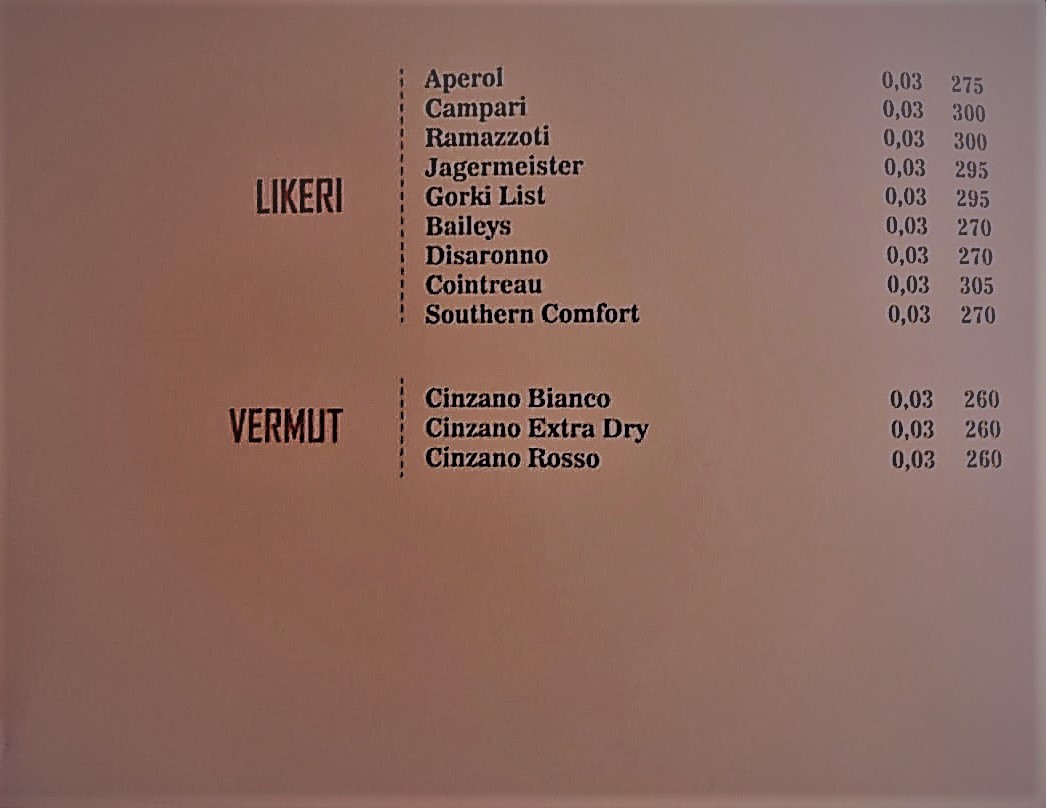 LIKERI
Aperol 0,03 275
Campari 0,03 300
Ramazzoti 0,03 300
Jagermeister 0,03 295
Gorki List 0,03 295
Baileys 0,03 270
Disaronno 0,03 270
Cointreau 0,03 305
Southern Comfort 0,03 270
VERMUT
Cinzano Bianco 0,03 260
Cinzano Extra Dry 0,03 260
Cinzano Rosso 0,03 260